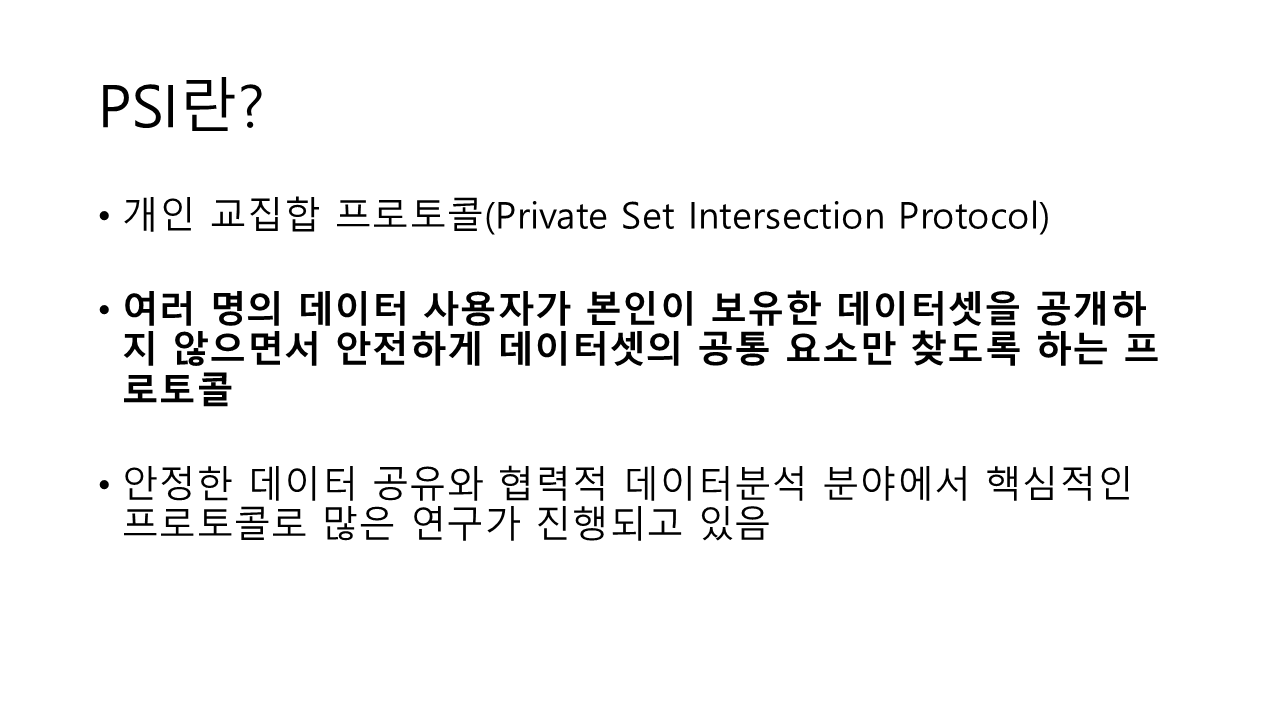 PSI란?
• 개인 교집합 프로토콜(Private Set Intersection Protocol)
• 여러 명의 데이터 사용자가 본인이 보유한 데이터셋을 공개하
지 않으면서 안전하게 데이터셋의 공통 요소만 찾도록 하는 프
로토콜
• 안정한 데이터 공유와 협력적 데이터분석 분야에서 핵심적인
프로토콜로 많은 연구가 진행되고 있음